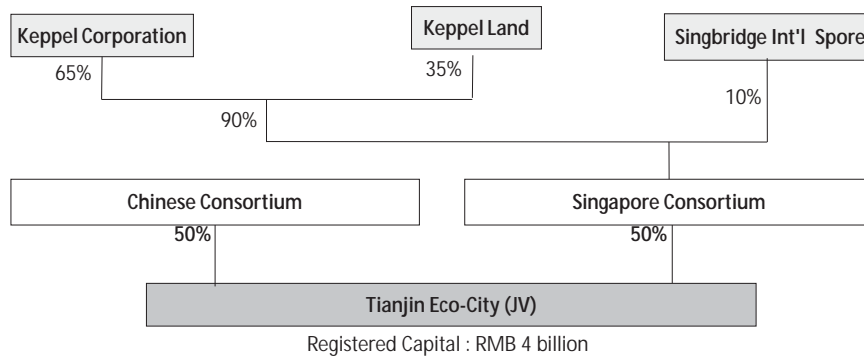 Keppel Corporation
Keppel Land
Singbridge Int'l Spore
65%
35%
10%
90%
Chinese Consortium
Singapore Consortium
50%
50%
Tianjin Eco-City (JV)
Registered Capital : RMB 4 billion